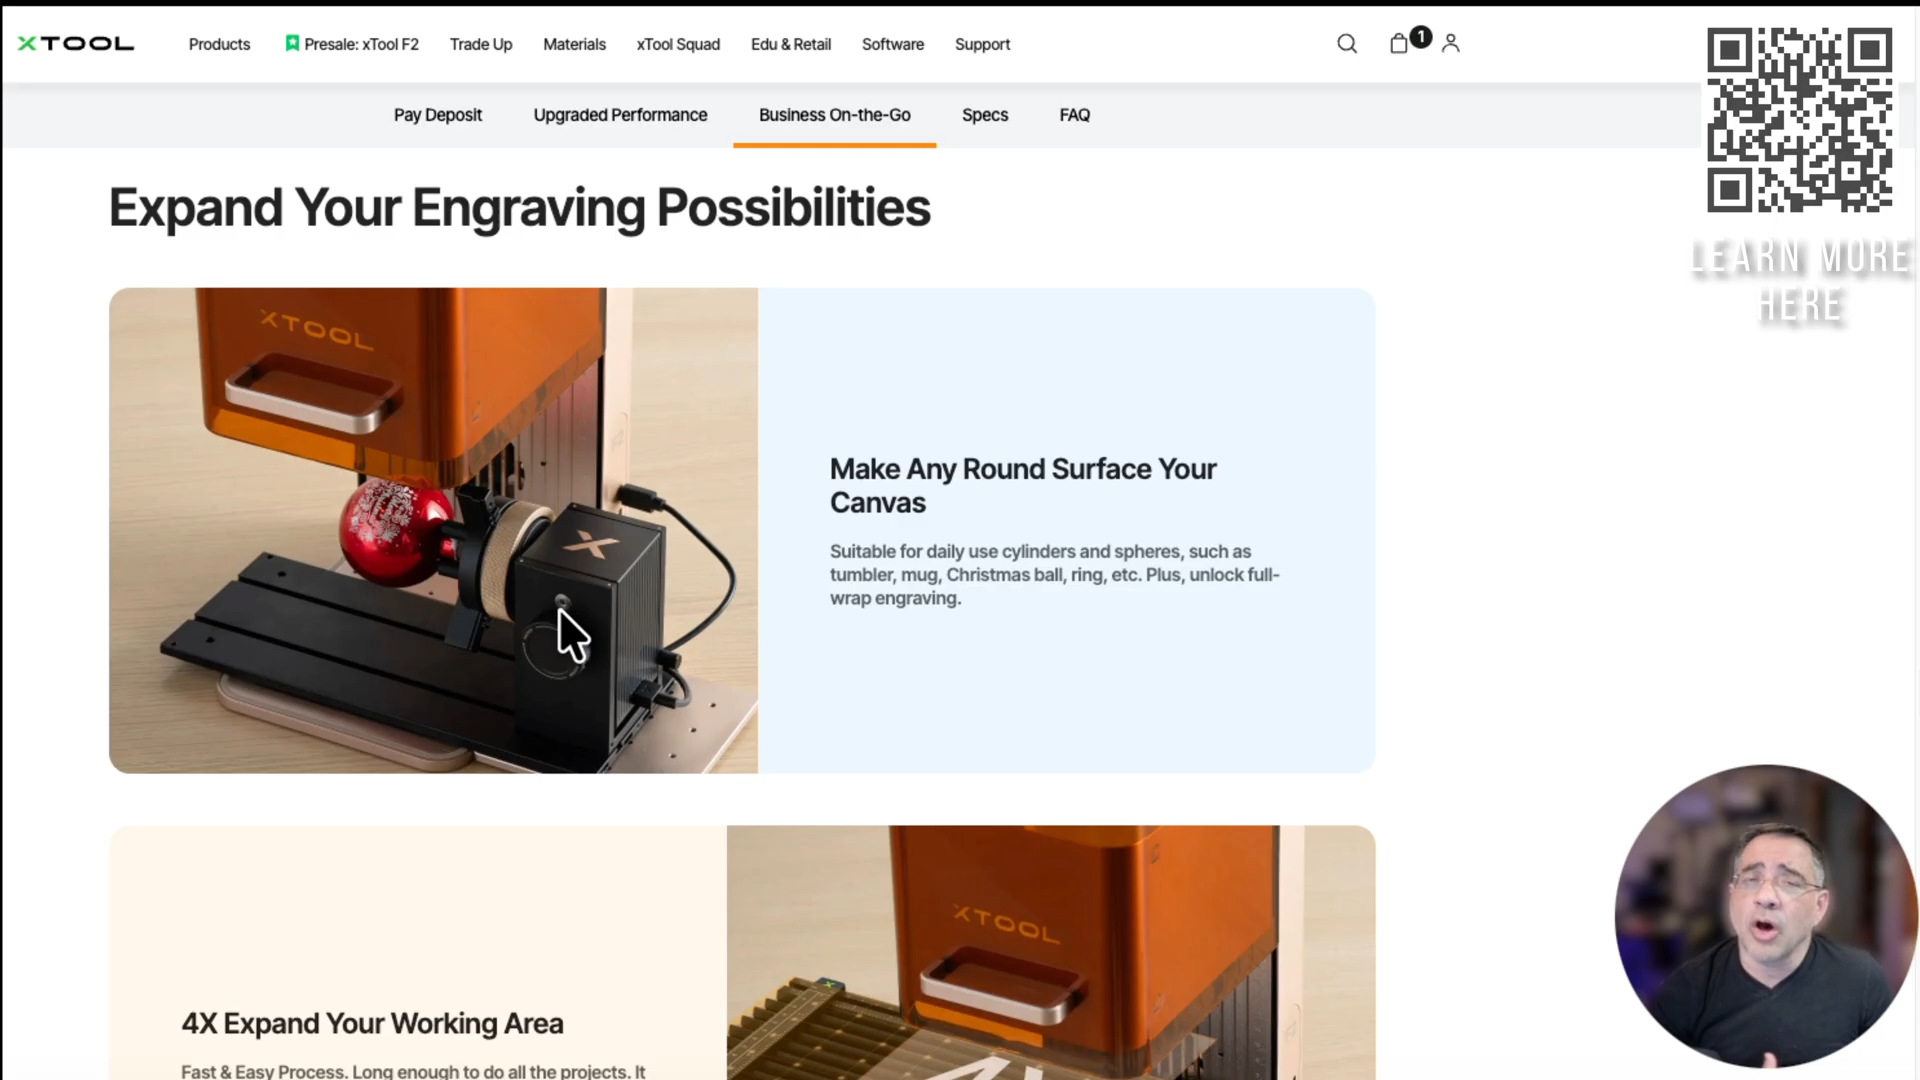 XTOOL
Products
Presale: xTool F2
Trade Up
Materials
xTool Squad
Edu & Retail
Software
Support
1
Pay Deposit
Upgraded Performance
Business On-the-Go
Specs
FAQ
LEARN MORE
HERE
Expand Your Engraving Possibilities
XTOOL
Make Any Round Surface Your
Canvas
Suitable for daily use cylinders and spheres, such as
tumbler, mug, Christmas ball, ring, etc. Plus, unlock full-
wrap engraving.
XTOOL
4X Expand Your Working Area
Fast & Easy Process. Long enough to do all the projects. It